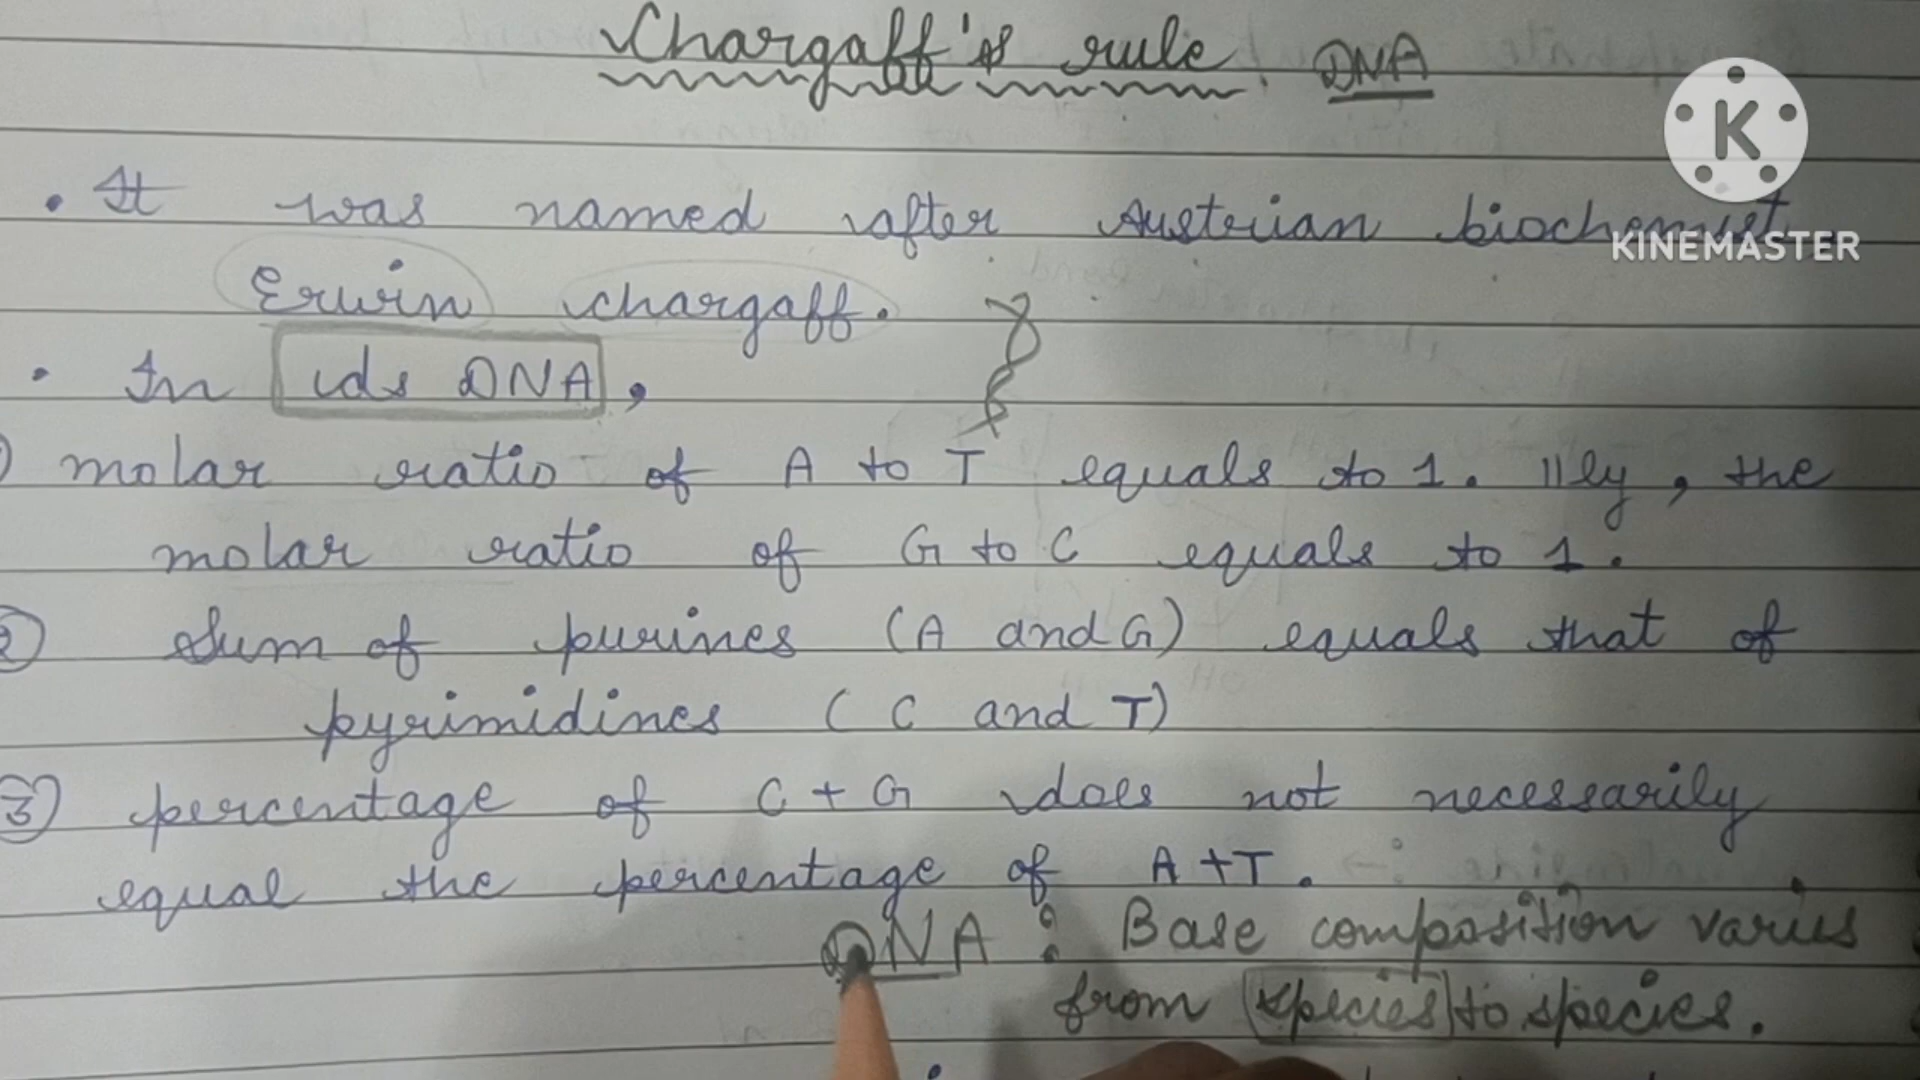 Chargaff's rule. DNA
K
KINEMASTER
• It was named after Austrian biochemist
Erwin chargaff.
• In ds DNA,
molar ratio of A to T equals to 1. ||ly, the
molar ratio of G to C equals to 1.
2 Sum of purines (A and G) equals that of
pyrimidines (C and T)
3 percentage of C + G does not necessarily
equal the percentage of A+T.
DNA : Base composition varies
from species to species.